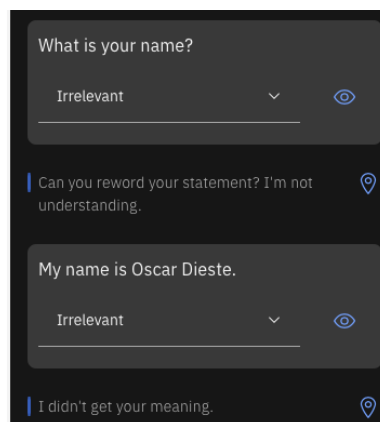 What is your name?
Irrelevant
Can you reword your statement? I'm not
understanding.
My name is Oscar Dieste.
Irrelevant
I didn't get your meaning.